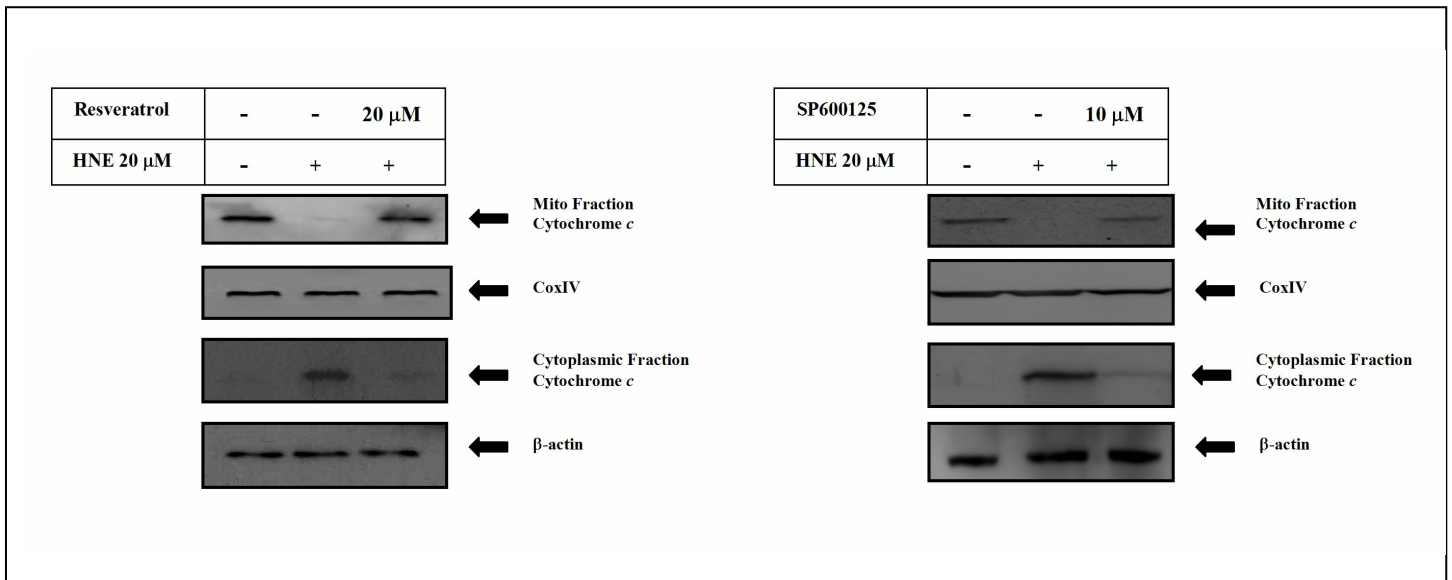 Resveratrol - - 20 μM
HNE 20 μM - + +
Mito Fraction
Cytochrome c
CoxIV
Cytoplasmic Fraction
Cytochrome c
β-actin
SP600125 - - 10 μM
HNE 20 μM - + +
Mito Fraction
Cytochrome c
CoxIV
Cytoplasmic Fraction
Cytochrome c
β-actin